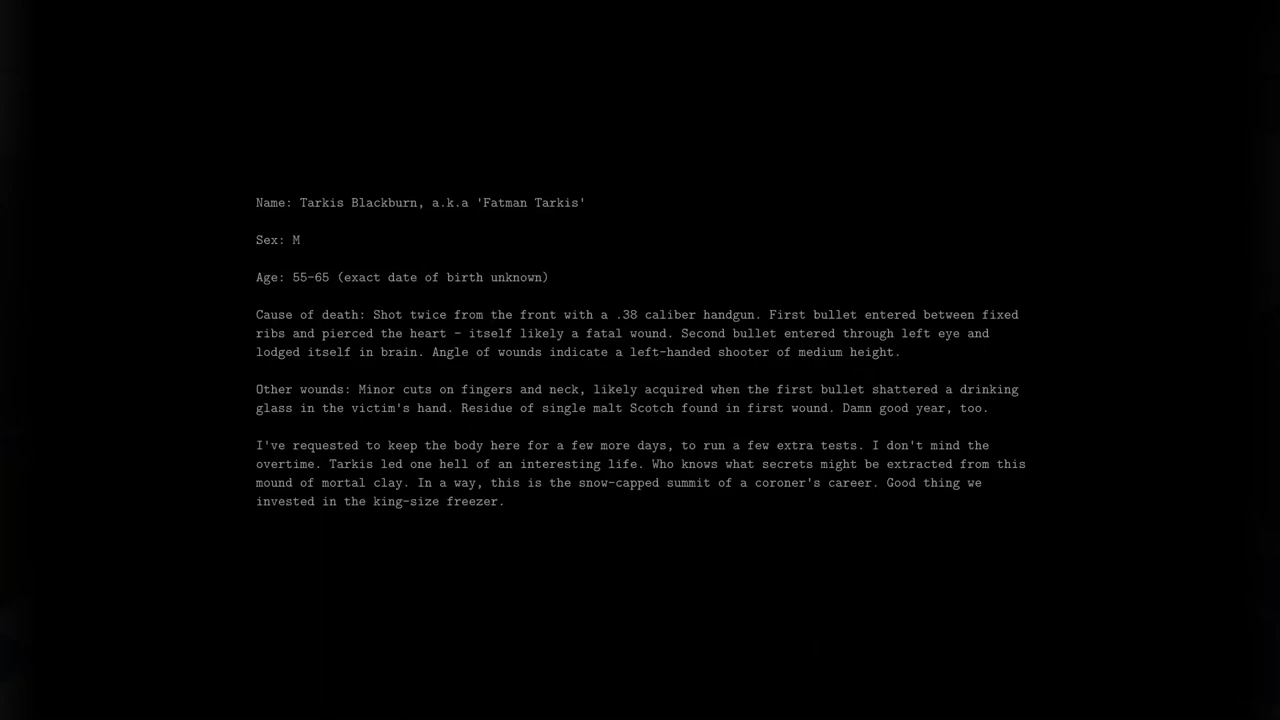 Name: Tarkis Blackburn, a.k.a 'Fatman Tarkis'
Sex: M
Age: 55-65 (exact date of birth unknown)
Cause of death: Shot twice from the front with a .38 caliber handgun. First bullet entered between fixed
ribs and pierced the heart – itself likely a fatal wound. Second bullet entered through left eye and
lodged itself in brain. Angle of wounds indicate a left-handed shooter of medium height.
Other wounds: Minor cuts on fingers and neck, likely acquired when the first bullet shattered a drinking
glass in the victim's hand. Residue of single malt Scotch found in first wound. Damn good year, too.
I've requested to keep the body here for a few more days, to run a few extra tests. I don't mind the
overtime. Tarkis led one hell of an interesting life. Who knows what secrets might be extracted from this
mound of mortal clay. In a way, this is the snow-capped summit of a coroner's career. Good thing we
invested in the king-size freezer.